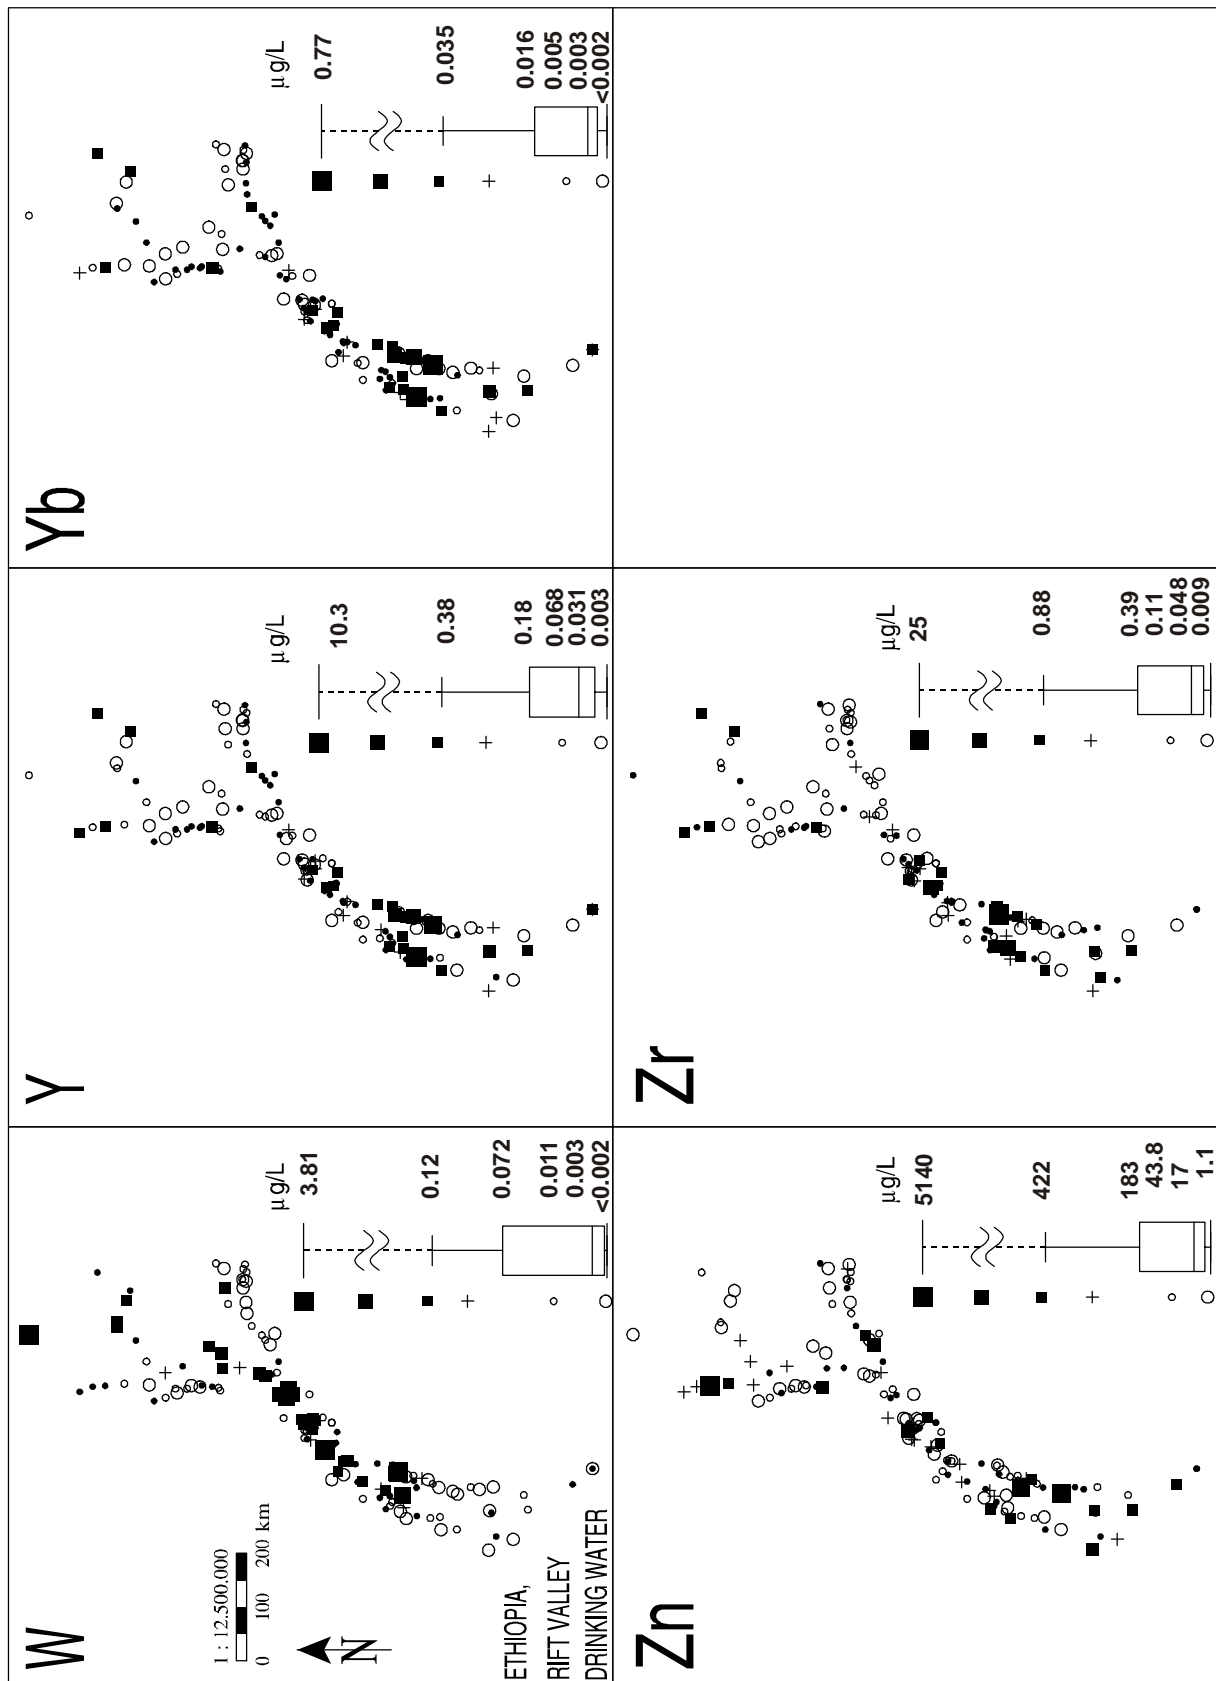 W
1 : 12.500.000
0 100 200 km
N
ETHIOPIA,
RIFT VALLEY
DRINKING WATER
µg/L
3.81
0.12
0.072
0.011
0.003
<0.002
Y
µg/L
10.3
0.38
0.18
0.068
0.031
0.003
Yb
µg/L
0.77
0.035
0.016
0.005
0.003
<0.002
Zn
µg/L
5140
422
183
43.8
17
1.1
Zr
µg/L
25
0.88
0.39
0.11
0.048
0.009